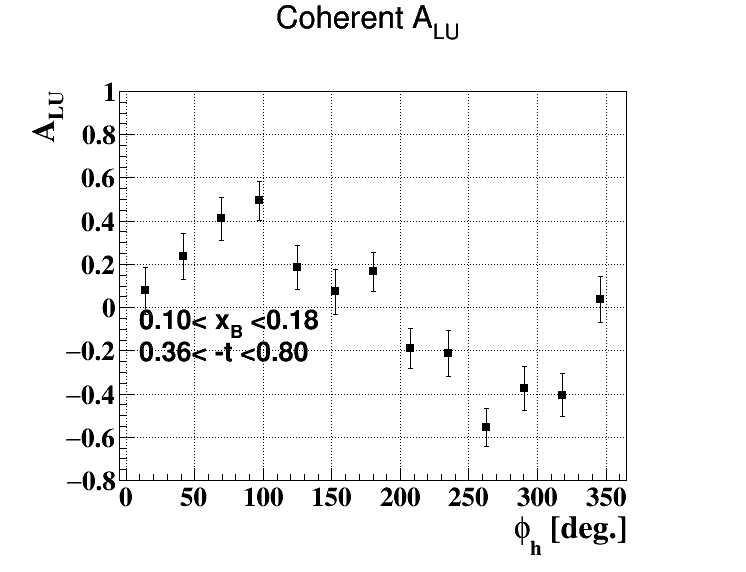 Coherent A_LU
A_LU
1
0.8
0.6
0.4
0.2
0
−0.2
−0.4
−0.6
−0.8
0.10< x_B <0.18
0.36< -t <0.80
0 50 100 150 200 250 300 350
ϕ_h [deg.]